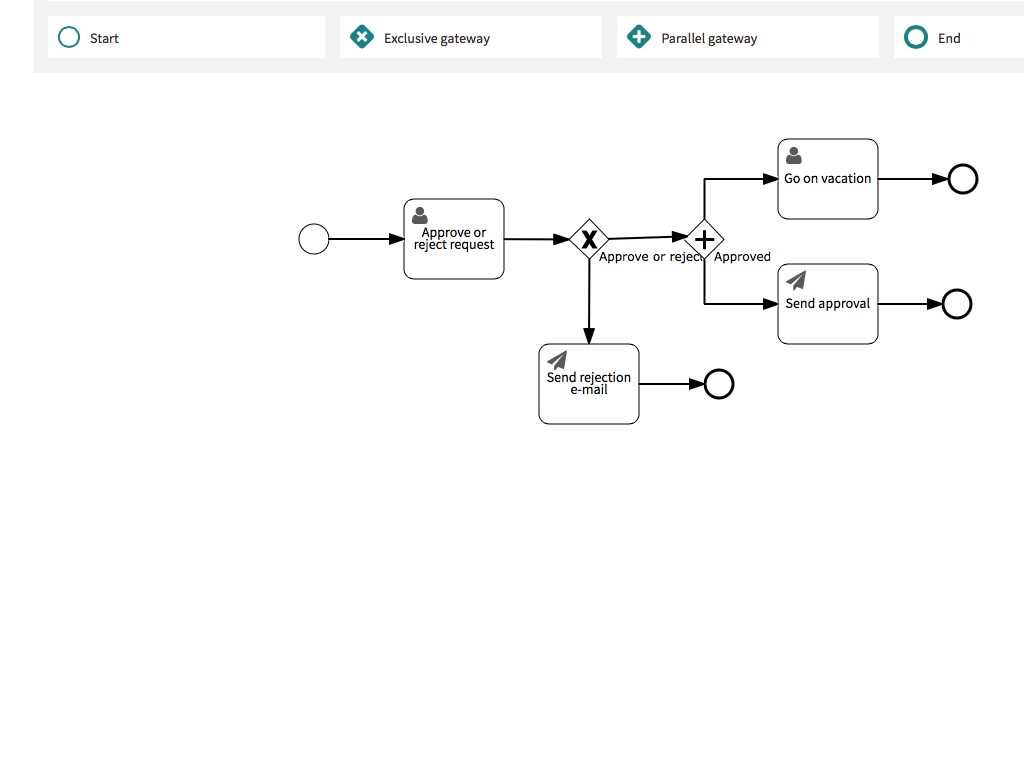 Start
Exclusive gateway
Parallel gateway
End
Go on vacation
Approve or
reject request
X
Approve or reject
Approved
Send approval
Send rejection
e-mail